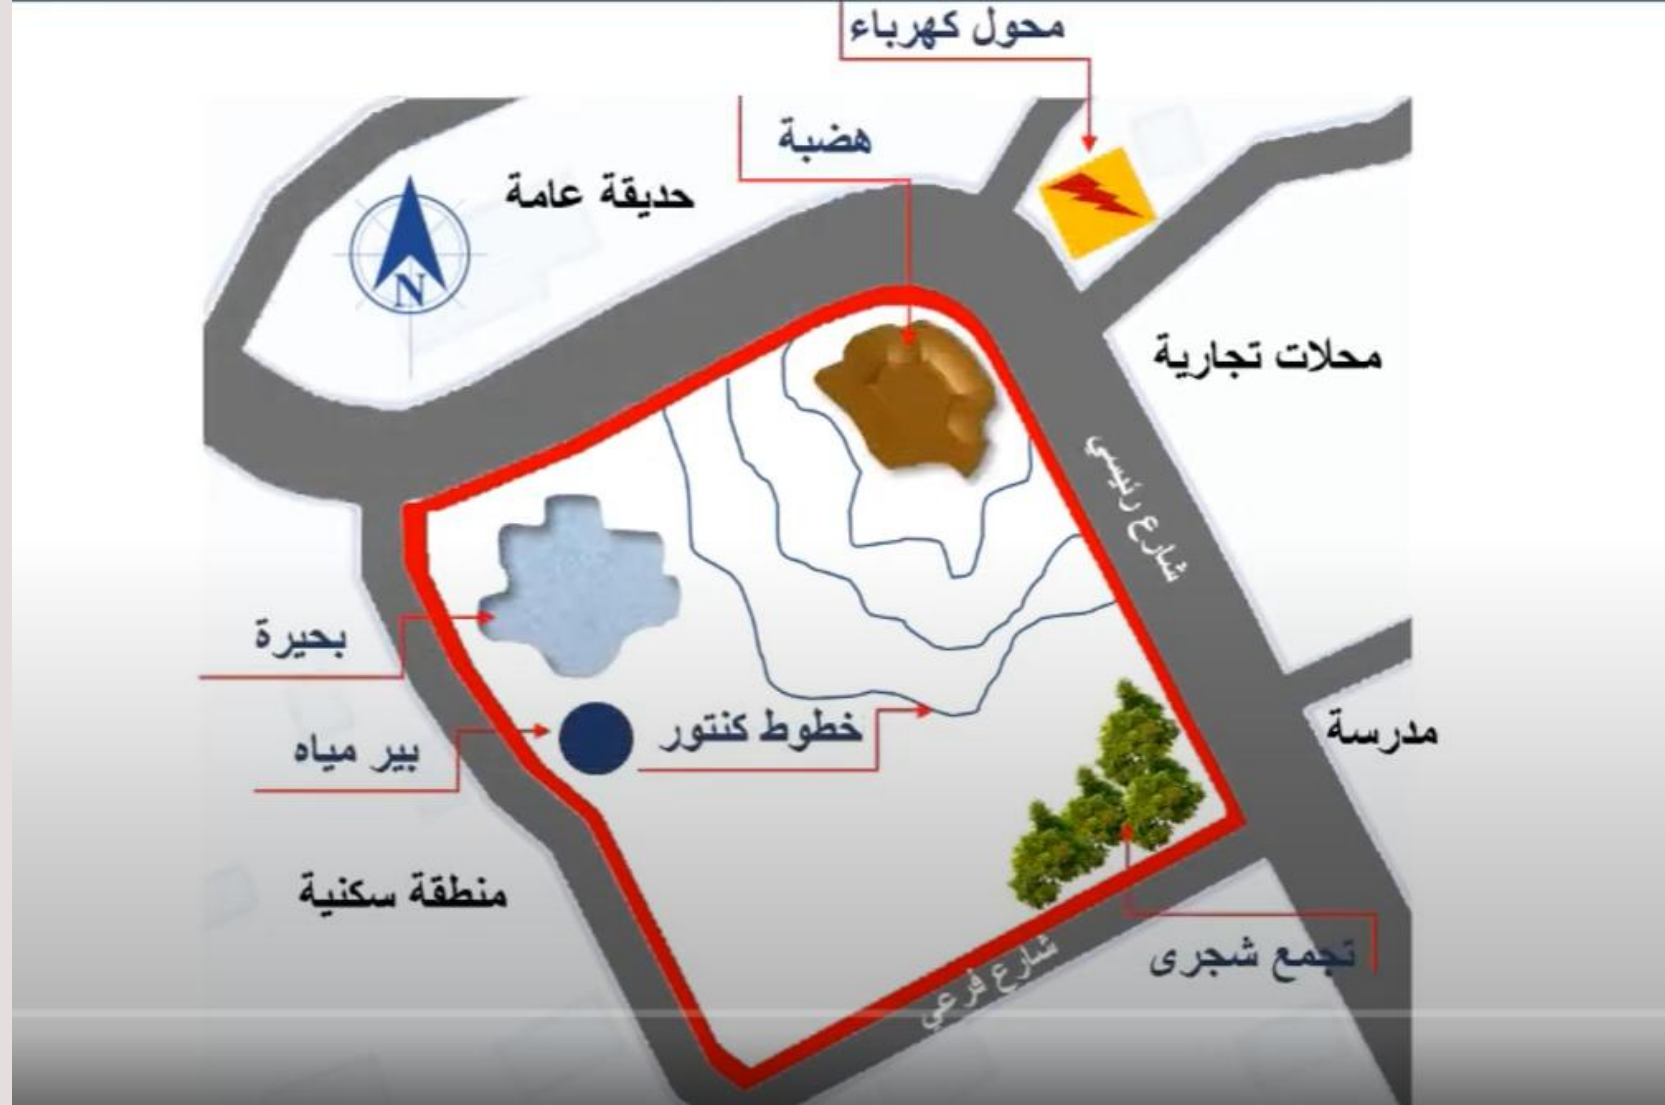 محول كهرباء
هضبة
حديقة عامة
N
محلات تجارية
شارع رئيسي
بحيرة
خطوط كنتور
بير مياه
مدرسة
منطقة سكنية
تجمع شجرى
شارع فرعي